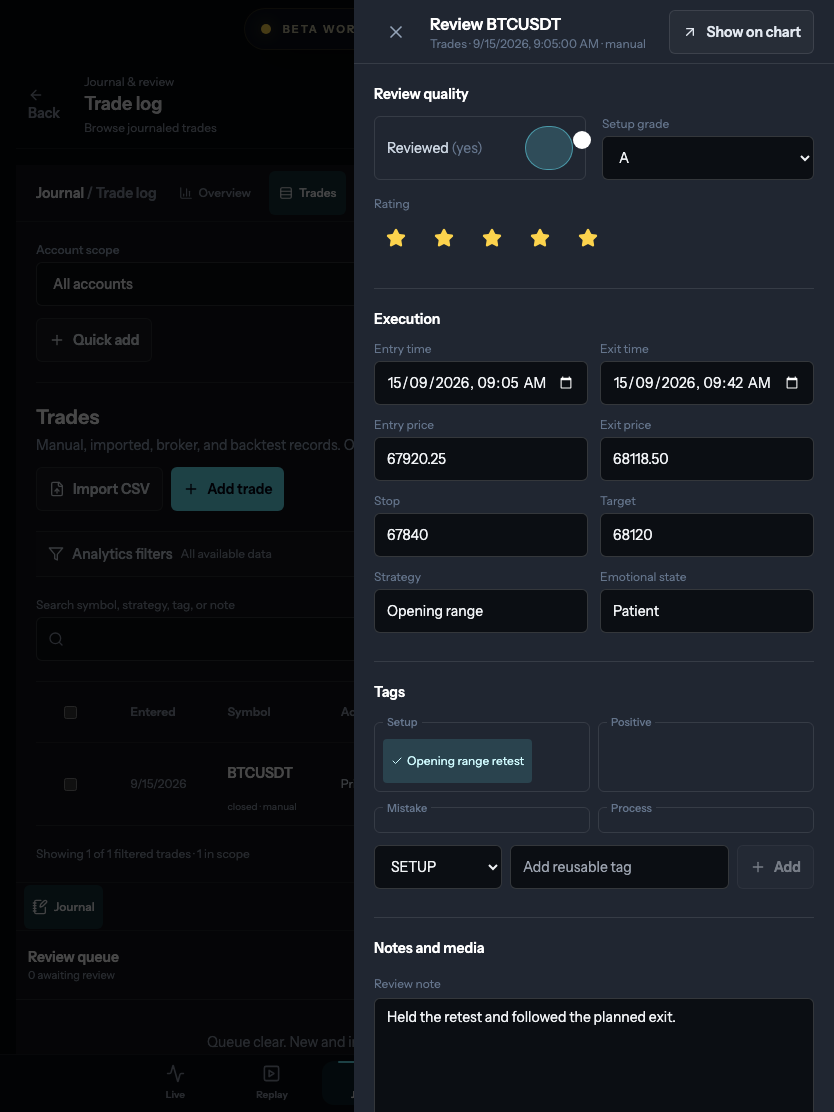 BETA WOR
Back
Journal & review
Trade log
Browse journaled trades
Journal / Trade log
Overview
Trades
Account scope
All accounts
Quick add
Trades
Manual, imported, broker, and backtest records.
Import CSV
Add trade
Analytics filters
All available data
Search symbol, strategy, tag, or note
Entered
Symbol
9/15/2026
BTCUSDT
closed · manual
Showing 1 of 1 filtered trades · 1 in scope
Journal
Review queue
0 awaiting review
Queue clear. New and
Live
Replay
Review BTCUSDT
Trades · 9/15/2026, 9:05:00 AM · manual
Show on chart
Review quality
Reviewed (yes)
Setup grade
A
Rating
Execution
Entry time
Exit time
15/09/2026, 09:05 AM
15/09/2026, 09:42 AM
Entry price
Exit price
67920.25
68118.50
Stop
Target
67840
68120
Strategy
Emotional state
Opening range
Patient
Tags
Setup
Positive
Opening range retest
Mistake
Process
SETUP
Add reusable tag
Add
Notes and media
Review note
Held the retest and followed the planned exit.